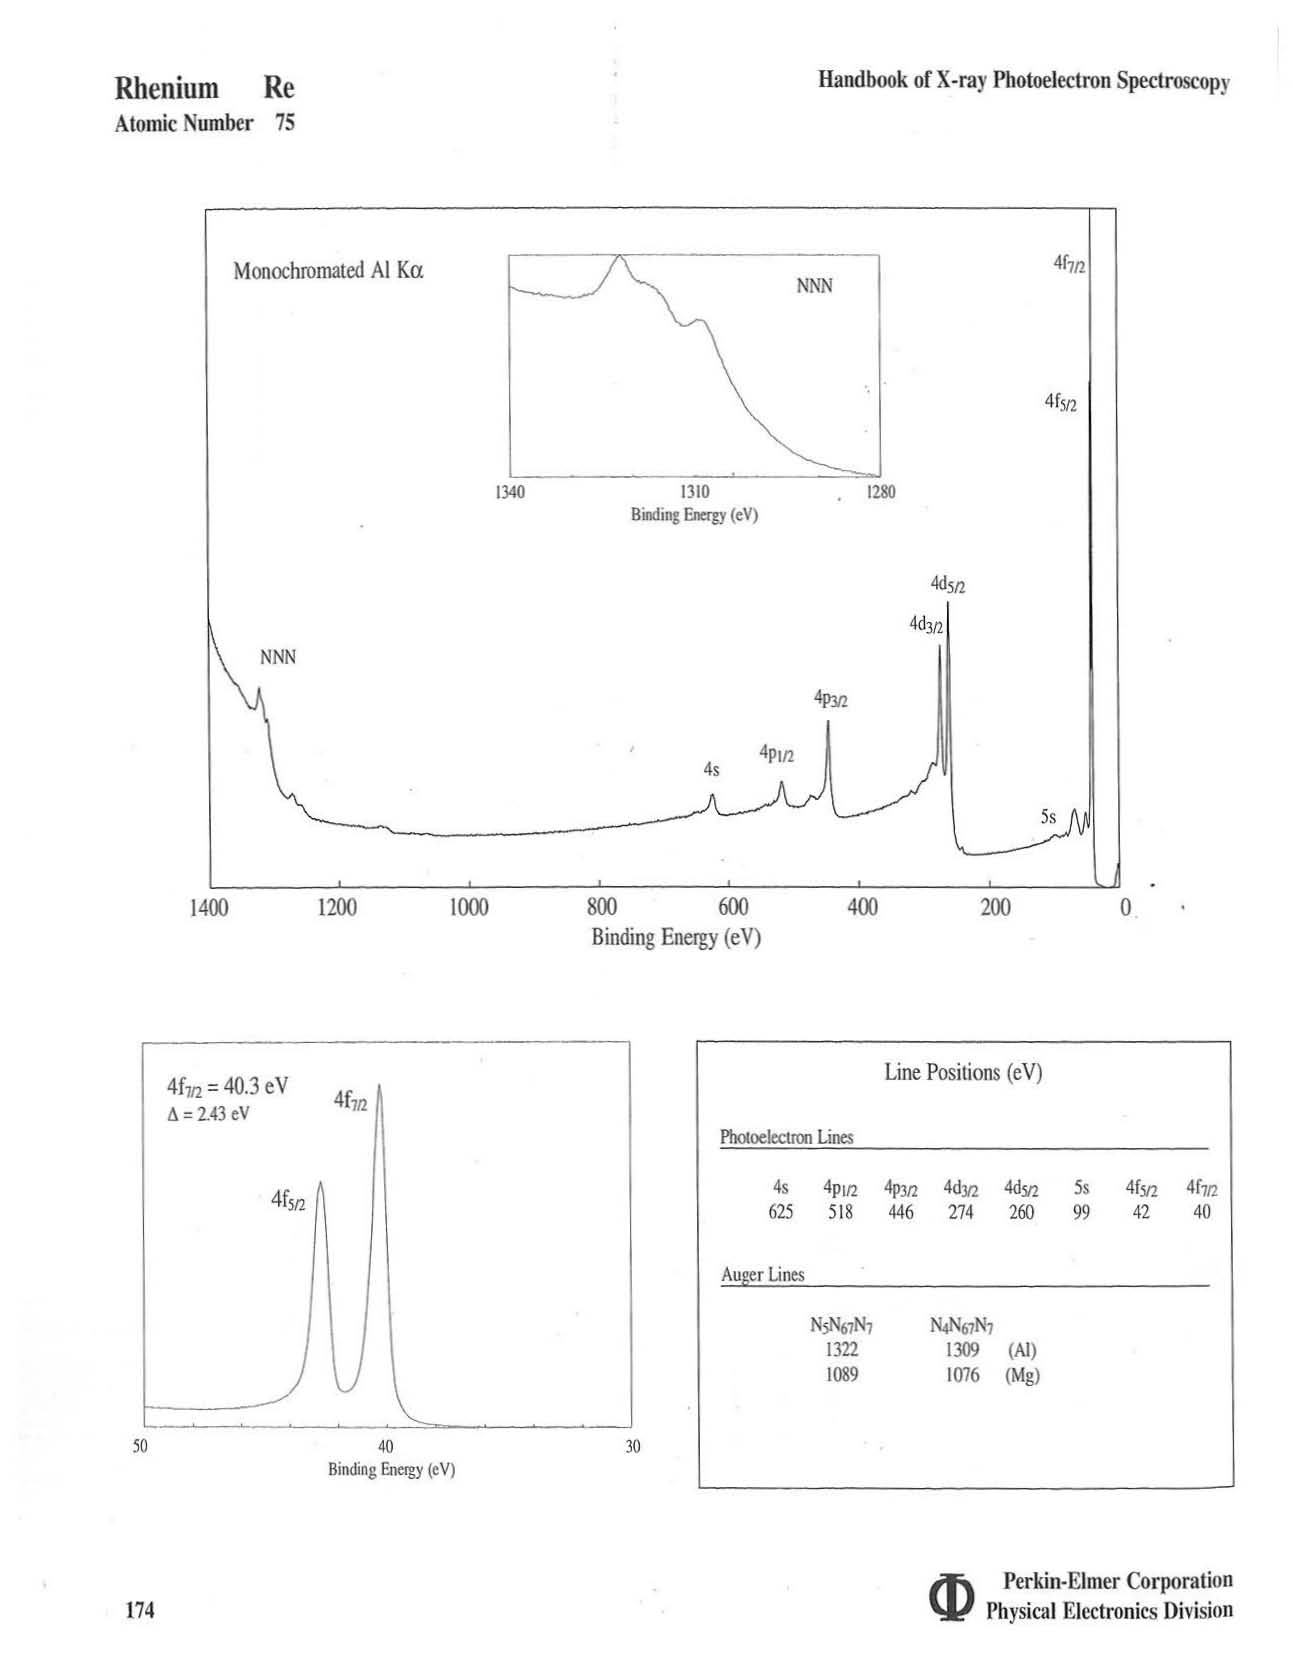 Rhenium Re
Atomic Number 75
Handbook of X-ray Photoelectron Spectroscopy
Monochromated Al Kα
NNN
1340 1310 1280
Binding Energy (eV)
4f7/2
4f5/2
4d5/2
4d3/2
NNN
4p3/2
4p1/2
4s
5s
1400 1200 1000 800 600 400 200 0
Binding Energy (eV)
4f7/2 = 40.3 eV
Δ = 2.43 eV
4f7/2
4f5/2
50 40 30
Binding Energy (eV)
Line Positions (eV)
Photoelectron Lines
4s 4p1/2 4p3/2 4d3/2 4d5/2 5s 4f5/2 4f7/2
625 518 446 274 260 99 42 40
Auger Lines
N5N67N7 N4N67N7
1322 1309 (Al)
1089 1076 (Mg)
174
Perkin-Elmer Corporation
Physical Electronics Division